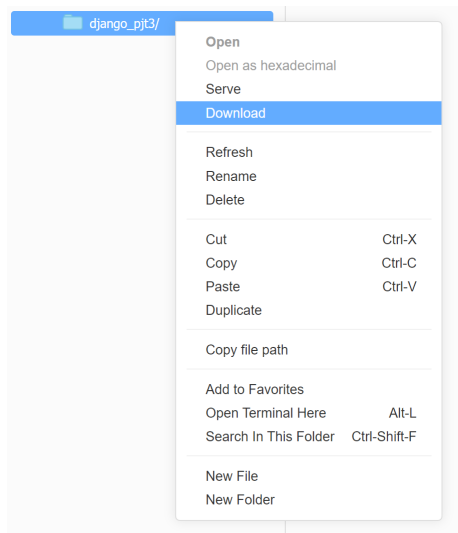 django_pjt3/
Open
Open as hexadecimal
Serve
Download
Refresh
Rename
Delete
Cut Ctrl-X
Copy Ctrl-C
Paste Ctrl-V
Duplicate
Copy file path
Add to Favorites
Open Terminal Here Alt-L
Search In This Folder Ctrl-Shift-F
New File
New Folder